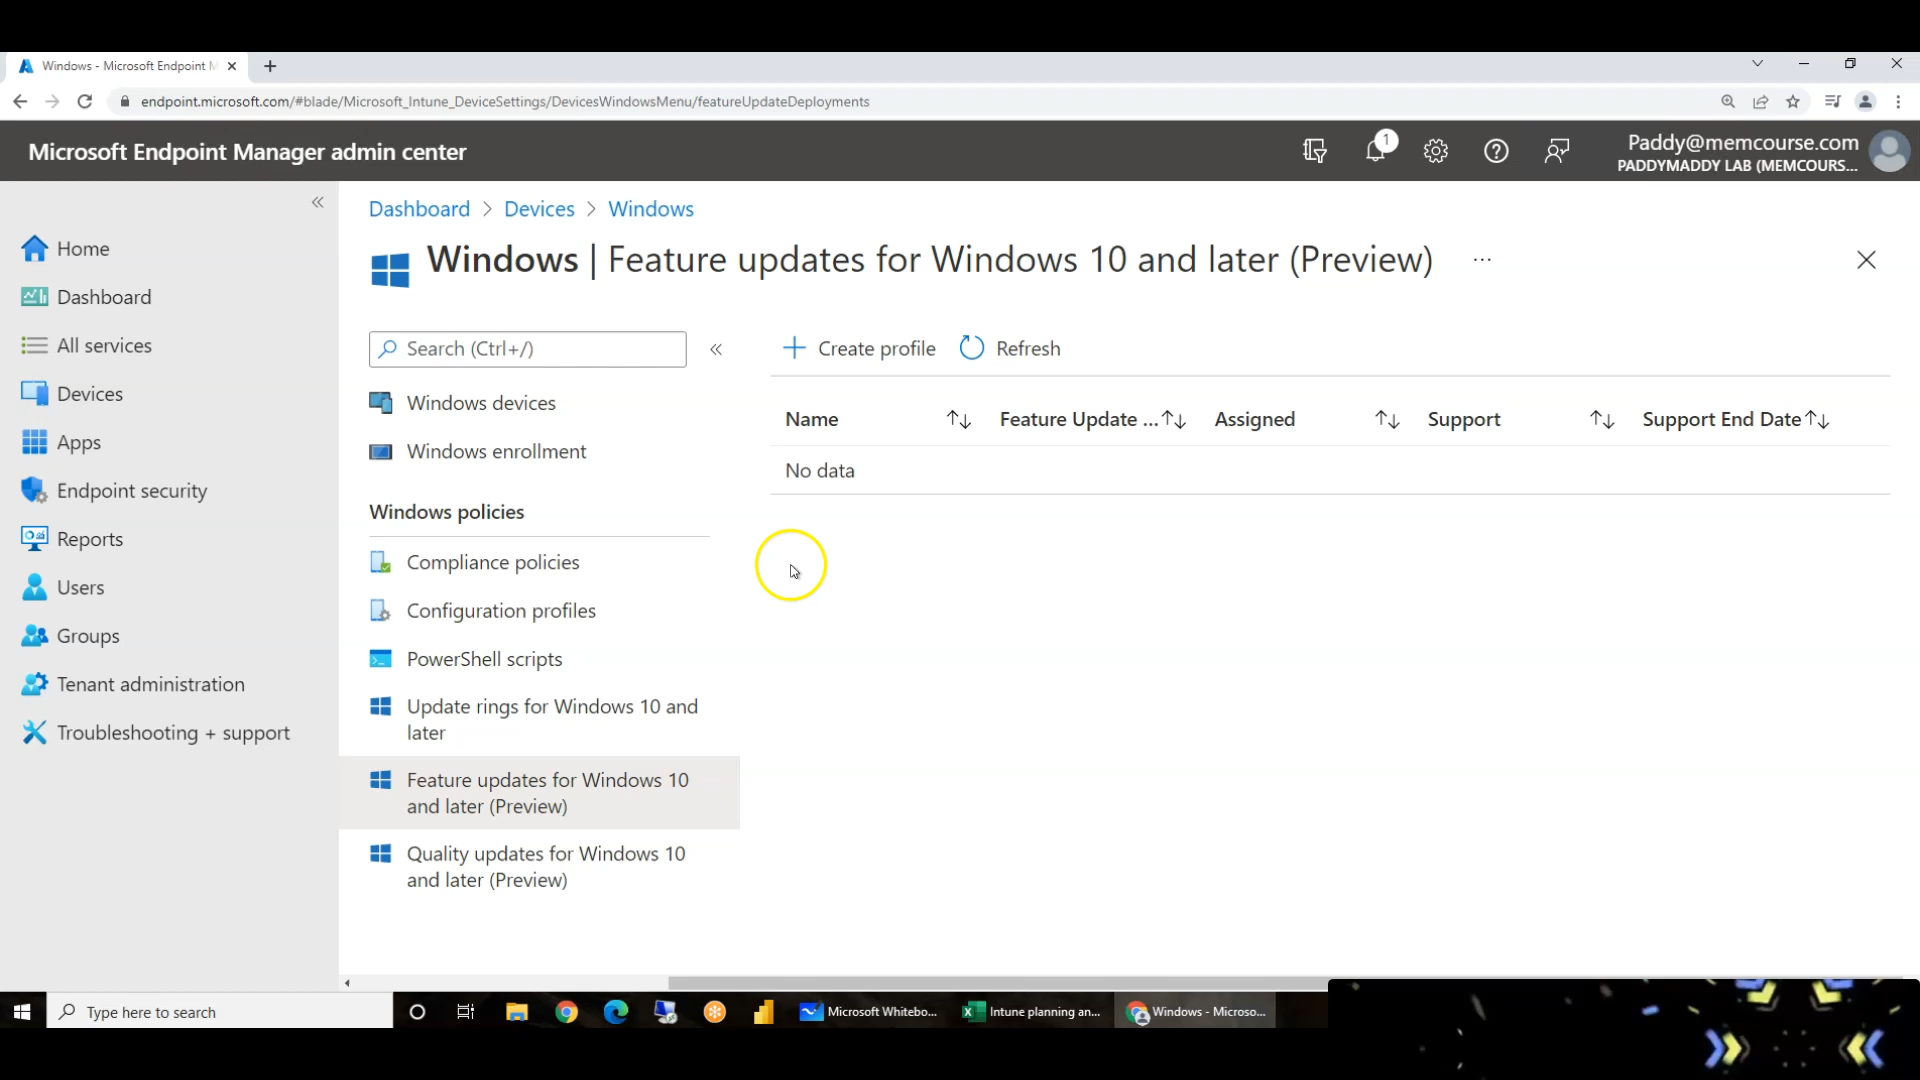 Windows - Microsoft Endpoint M
endpoint.microsoft.com/#blade/Microsoft_Intune_DeviceSettings/DevicesWindowsMenu/featureUpdateDeployments
Microsoft Endpoint Manager admin center
1
Paddy@memcourse.com
PADDYMADDY LAB (MEMCOURS...
Home
Dashboard
All services
Devices
Apps
Endpoint security
Reports
Users
Groups
Tenant administration
Troubleshooting + support
Dashboard > Devices > Windows
Windows | Feature updates for Windows 10 and later (Preview) ...
Search (Ctrl+/)
Windows devices
Windows enrollment
Windows policies
Compliance policies
Configuration profiles
PowerShell scripts
Update rings for Windows 10 and
later
Feature updates for Windows 10
and later (Preview)
Quality updates for Windows 10
and later (Preview)
+ Create profile Refresh
Name Feature Update ... Assigned Support Support End Date
No data
Type here to search
Microsoft Whitebo...
Intune planning an...
Windows - Microso...